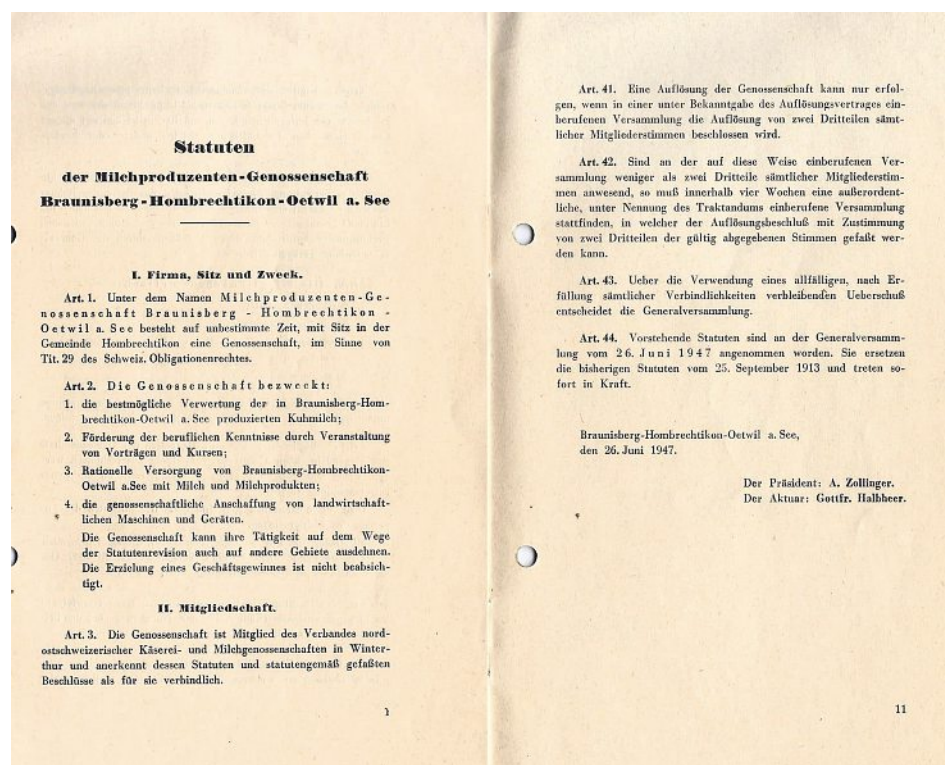 Statuten
der Milchproduzenten-Genossenschaft
Braunisberg-Hombrechtikon-Oetwil a. See
I. Firma, Sitz und Zweck.
Art. 1. Unter dem Namen Milchproduzenten-Ge-
nossenschaft Braunisberg - Hombrechtikon -
Oetwil a. See besteht auf unbestimmte Zeit, mit Sitz in der
Gemeinde Hombrechtikon eine Genossenschaft, im Sinne von
Tit. 29 des Schweiz. Obligationenrechtes.
Art. 2. Die Genossenschaft bezweckt:
1. die bestmögliche Verwertung der in Braunisberg-Hom-
brechtikon-Oetwil a. See produzierten Kuhmilch;
2. Förderung der beruflichen Kenntnisse durch Veranstaltung
von Vorträgen und Kursen;
3. Rationelle Versorgung von Braunisberg-Hombrechtikon-
Oetwil a.See mit Milch und Milchprodukten;
4. die genossenschaftliche Anschaffung von landwirtschaft-
lichen Maschinen und Geräten.
Die Genossenschaft kann ihre Tätigkeit auf dem Wege
der Statutenrevision auch auf andere Gebiete ausdehnen.
Die Erzielung eines Geschäftsgewinnes ist nicht beabsich-
tigt.
II. Mitgliedschaft.
Art. 3. Die Genossenschaft ist Mitglied des Verbandes nord-
ostschweizerischer Käserei- und Milchgenossenschaften in Winter-
thur und anerkennt dessen Statuten und statutengemäß gefaßten
Beschlüsse als für sie verbindlich.
1
Art. 41. Eine Auflösung der Genossenschaft kann nur erfol-
gen, wenn in einer unter Bekanntgabe des Auflösungsvertrages ein-
berufenen Versammlung die Auflösung von zwei Dritteilen sämt-
licher Mitgliederstimmen beschlossen wird.
Art. 42. Sind an der auf diese Weise einberufenen Ver-
sammlung weniger als zwei Dritteile sämtlicher Mitgliederstim-
men anwesend, so muß innerhalb vier Wochen eine außerordent-
liche, unter Nennung des Traktandums einberufene Versammlung
stattfinden, in welcher der Auflösungsbeschluß mit Zustimmung
von zwei Dritteilen der gültig abgegebenen Stimmen gefaßt wer-
den kann.
Art. 43. Ueber die Verwendung eines allfälligen, nach Er-
füllung sämtlicher Verbindlichkeiten verbleibenden Ueberschuß
entscheidet die Generalversammlung.
Art. 44. Vorstehende Statuten sind an der Generalversamm-
lung vom 26. Juni 1947 angenommen worden. Sie ersetzen
die bisherigen Statuten vom 25. September 1913 und treten so-
fort in Kraft.
Braunisberg-Hombrechtikon-Oetwil a. See,
den 26. Juni 1947.
Der Präsident: A. Zollinger.
Der Aktuar: Gottfr. Halbheer.
11